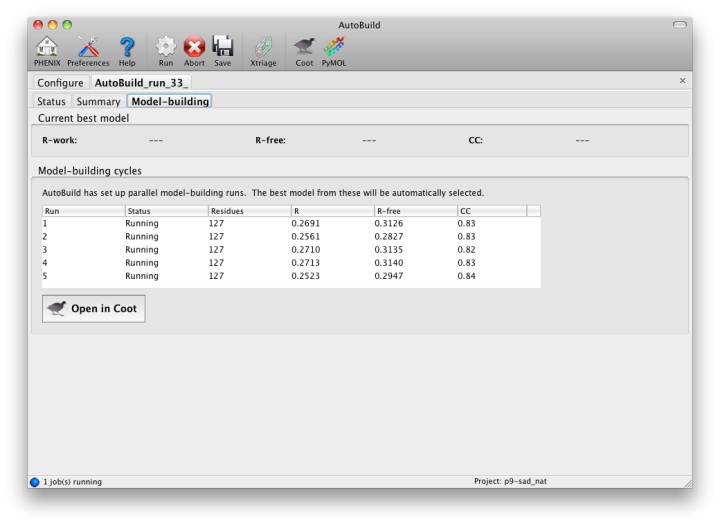 AutoBuild
PHENIX Preferences Help Run Abort Save Xtriage Coot PyMOL
Configure AutoBuild_run_33_ ×
Status Summary Model-building
Current best model
R-work: --- R-free: --- CC: ---
Model-building cycles
AutoBuild has set up parallel model-building runs. The best model from these will be automatically selected.
Run Status Residues R R-free CC
1 Running 127 0.2691 0.3126 0.83
2 Running 127 0.2561 0.2827 0.83
3 Running 127 0.2710 0.3135 0.82
4 Running 127 0.2713 0.3140 0.83
5 Running 127 0.2523 0.2947 0.84
Open in Coot
1 job(s) running Project: p9-sad_nat